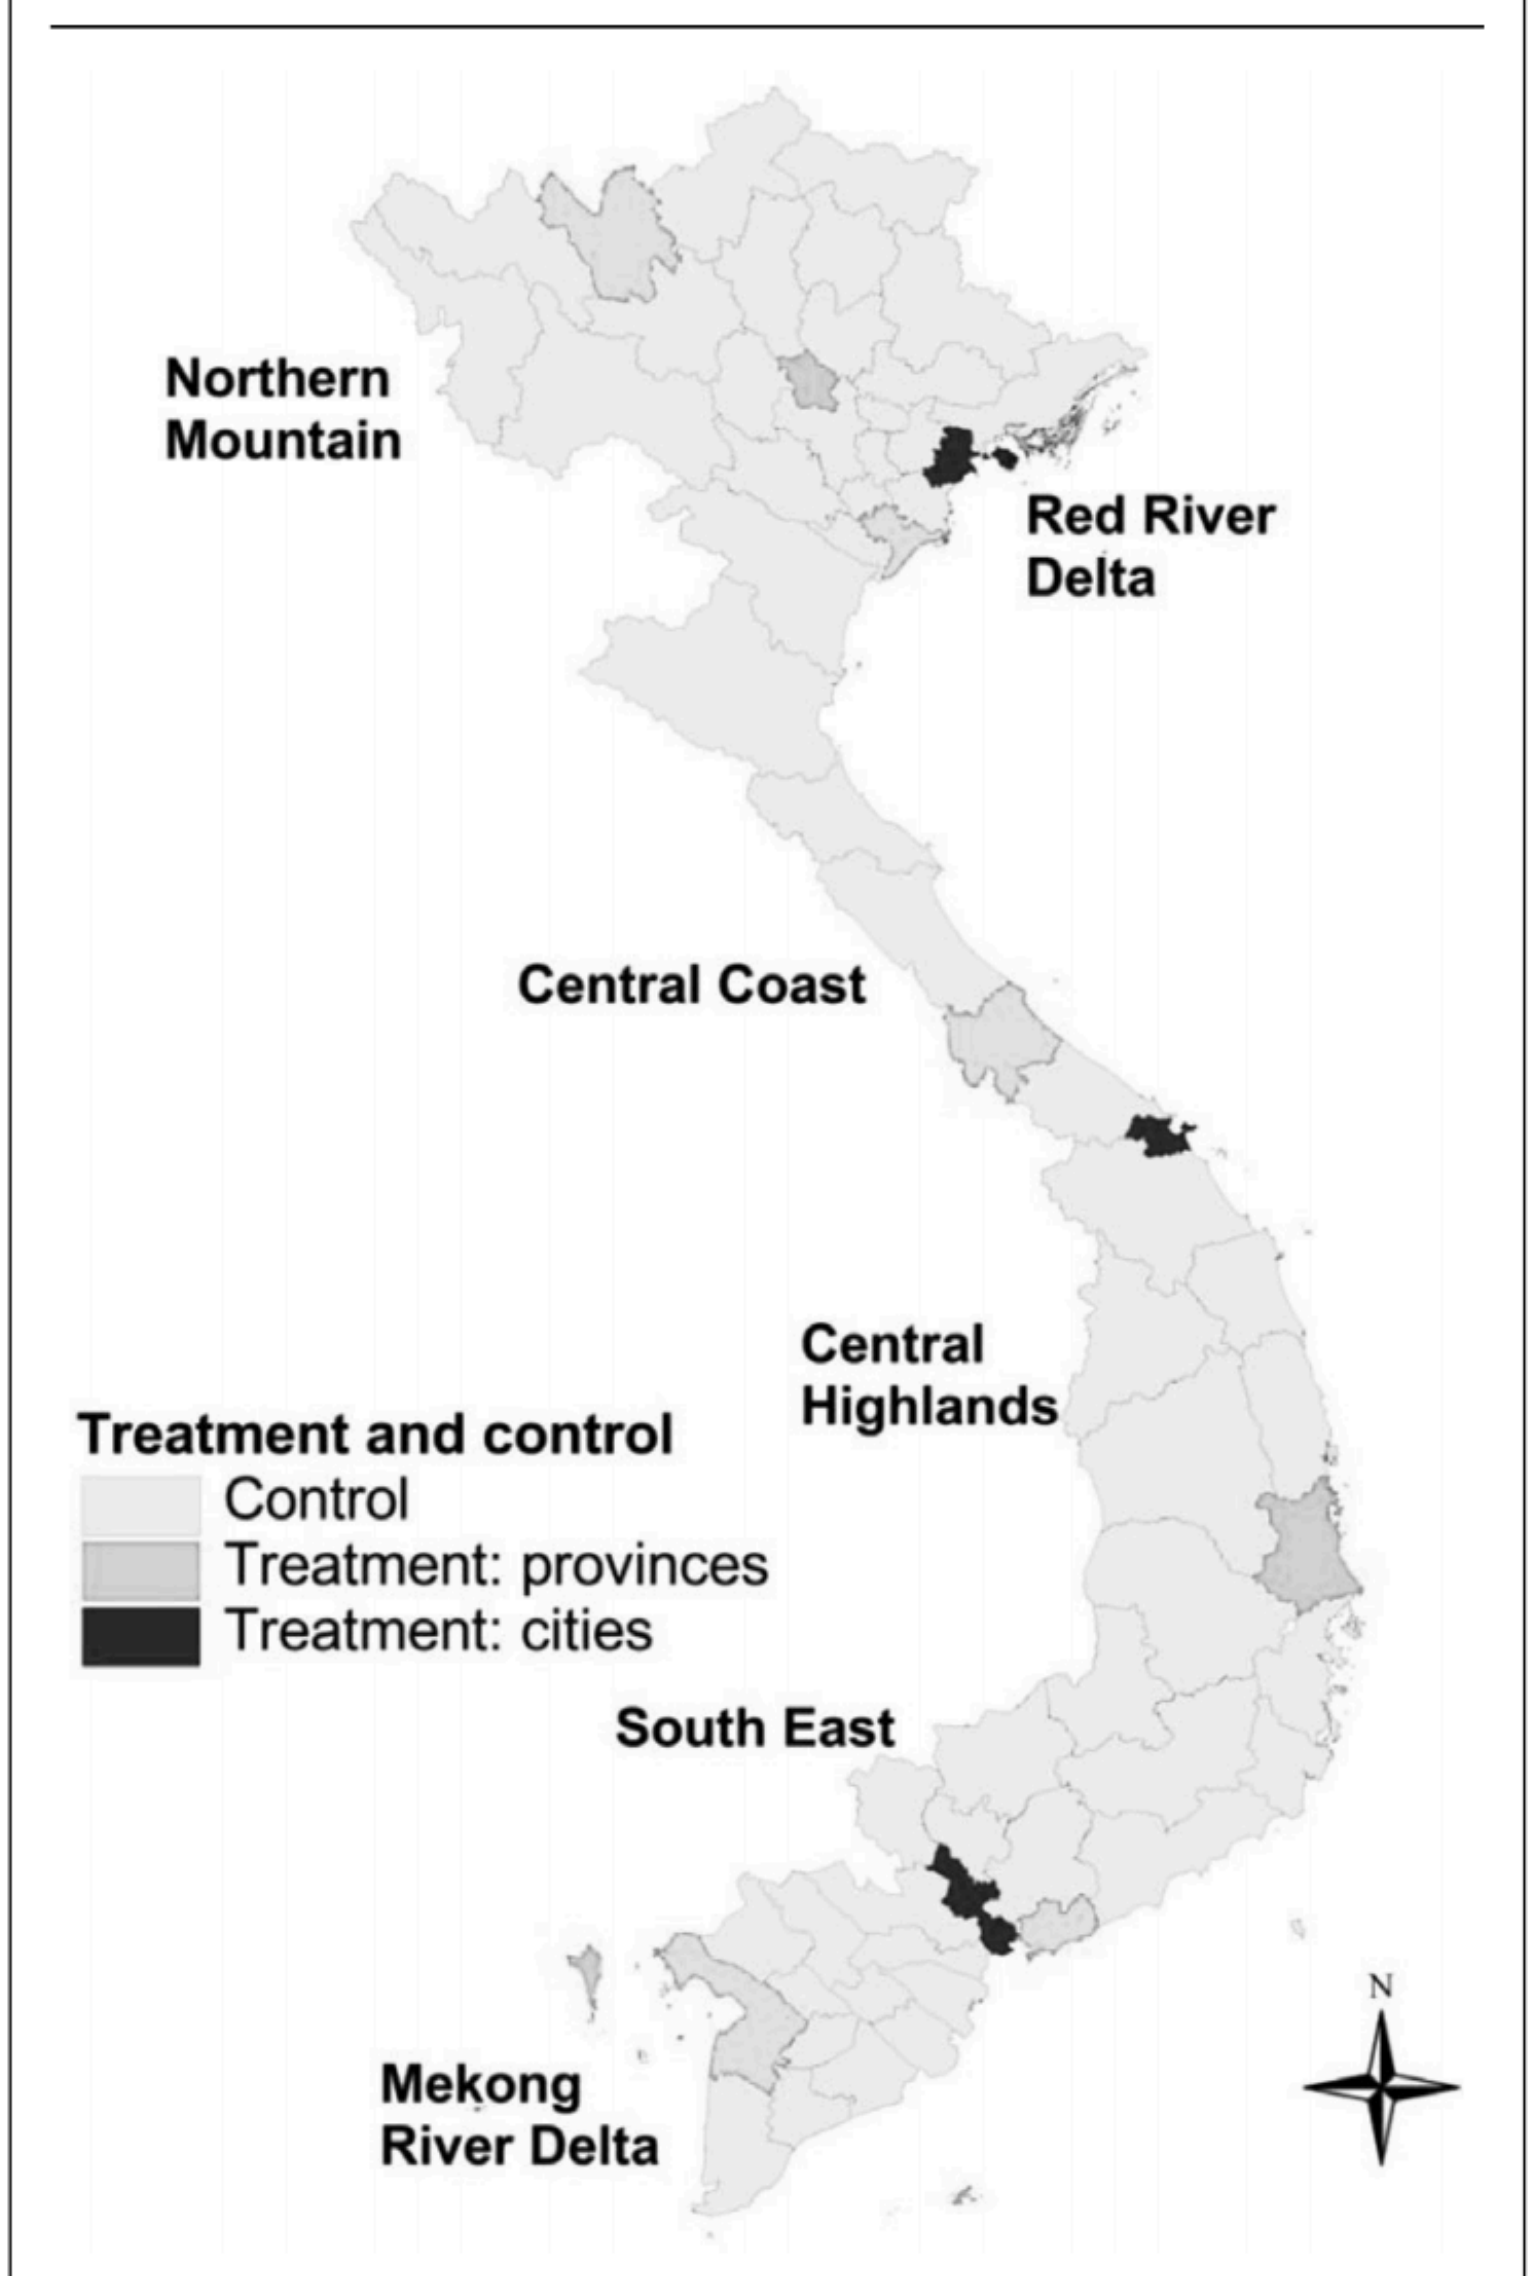 Northern
Mountain
Red River
Delta
Central Coast
Central
Highlands
Treatment and control
Control
Treatment: provinces
Treatment: cities
South East
N
Mekong
River Delta